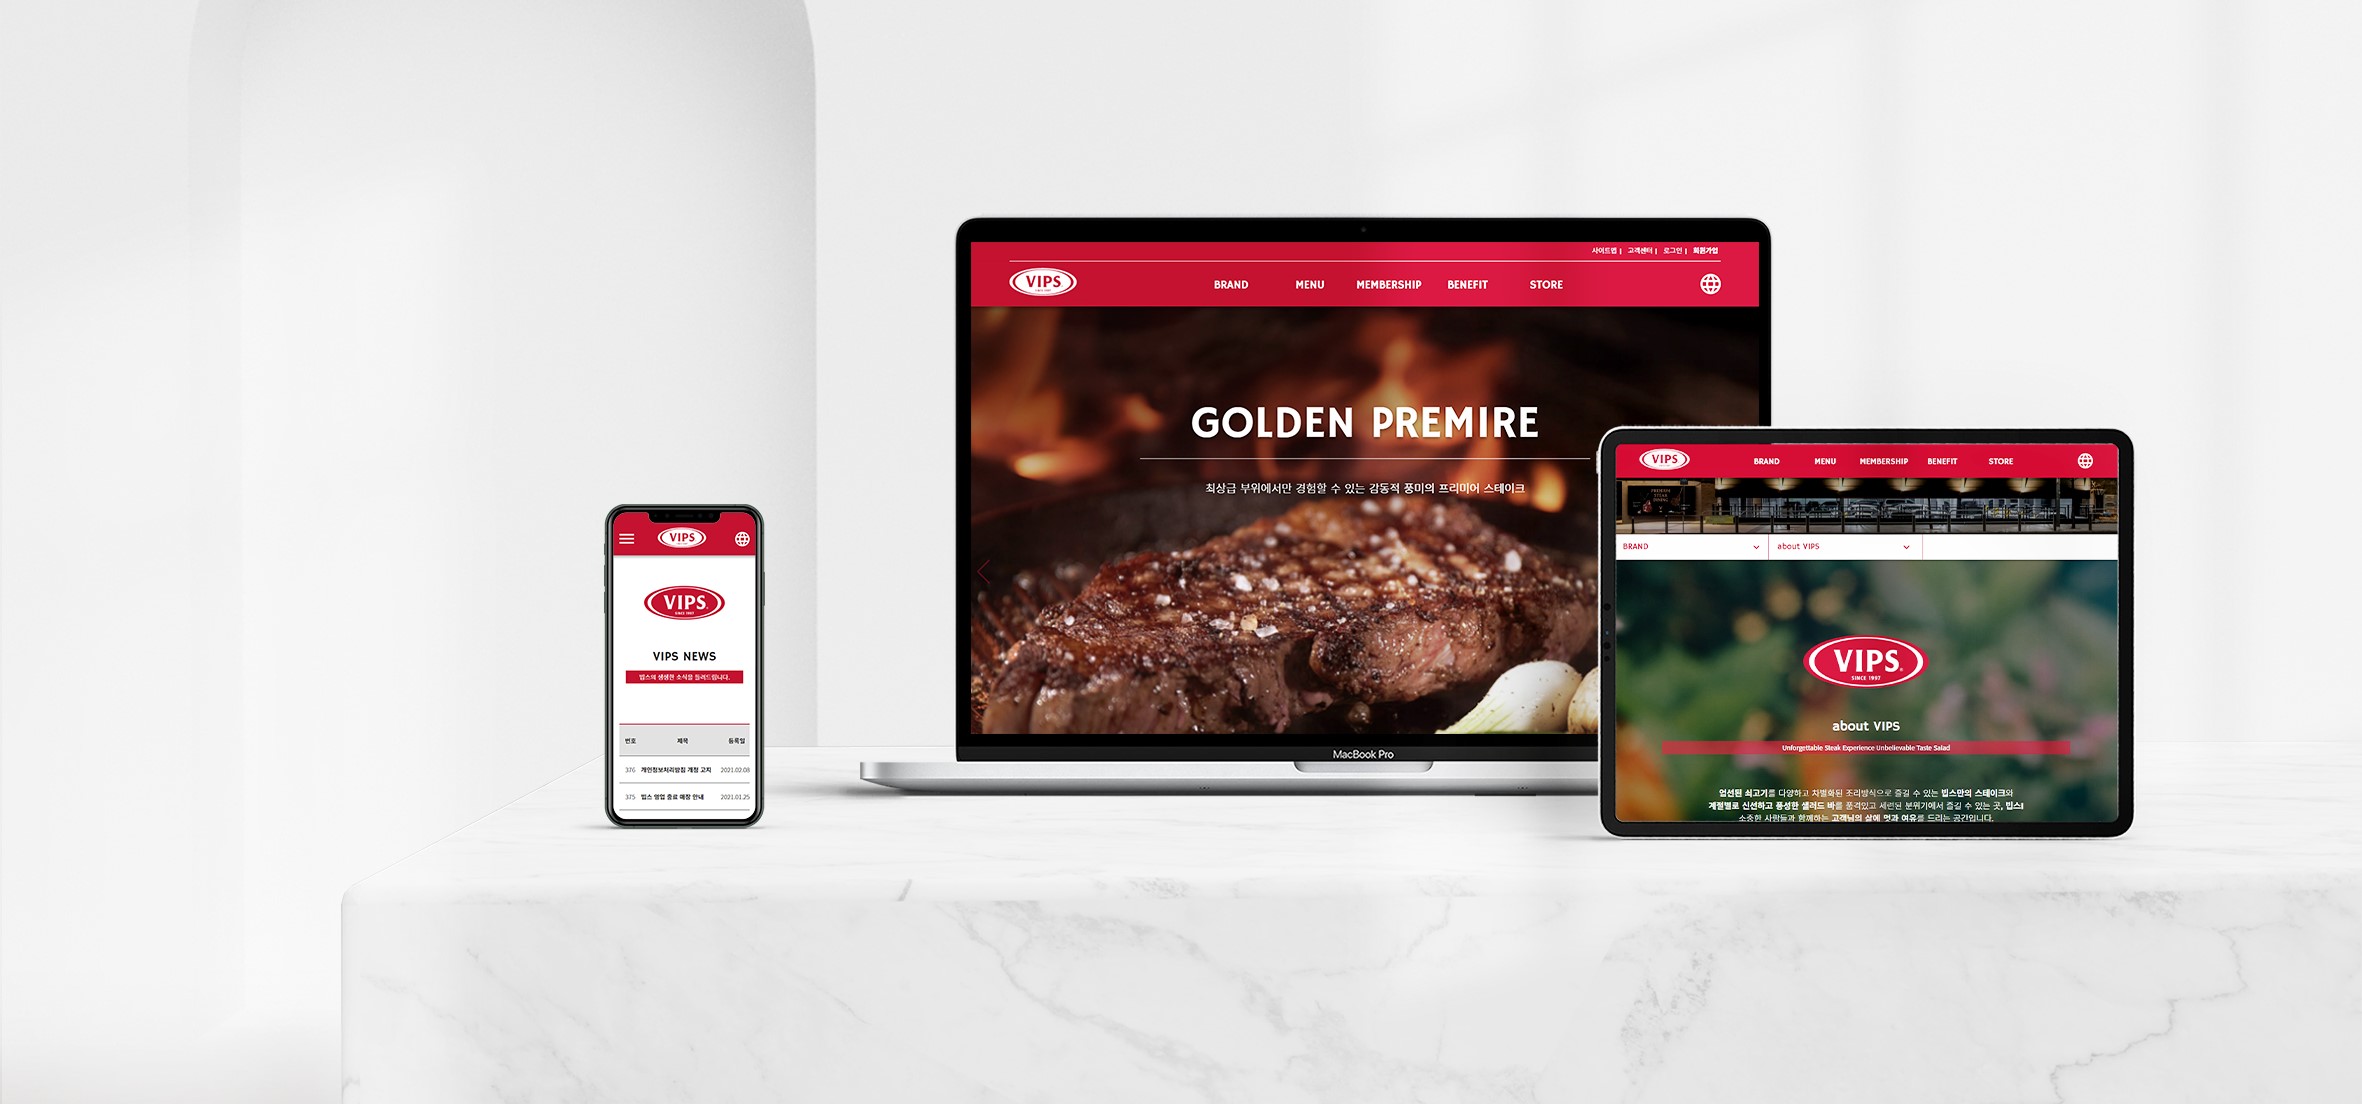 VIPS
VIPS
SINCE 1997
VIPS NEWS
빕스의 생생한 소식을 들려드립니다.
번호 제목 등록일
376 개인정보처리방침 개정 고지 2021.02.08
375 빕스 영업 종료 매장 안내 2021.01.25
사이트맵 | 고객센터 | 로그인 | 회원가입
VIPS BRAND MENU MEMBERSHIP BENEFIT STORE
GOLDEN PREMIRE
최상급 부위에서만 경험할 수 있는 감동적 풍미의 프리미어 스테이크
MacBook Pro
VIPS BRAND MENU MEMBERSHIP BENEFIT STORE
PREMIUM
STEAK
DINING
BRAND about VIPS
VIPS
SINCE 1997
about VIPS
Unforgettable Steak Experience Unbelievable Taste Salad
엄선된 쇠고기를 다양하고 차별화된 조리방식으로 즐길 수 있는 빕스만의 스테이크와
계절별로 신선하고 풍성한 샐러드 바를 품격있고 세련된 분위기에서 즐길 수 있는 곳, 빕스!
소중한 사람들과 함께하는 고객님의 삶에 멋과 여유를 드리는 공간입니다.